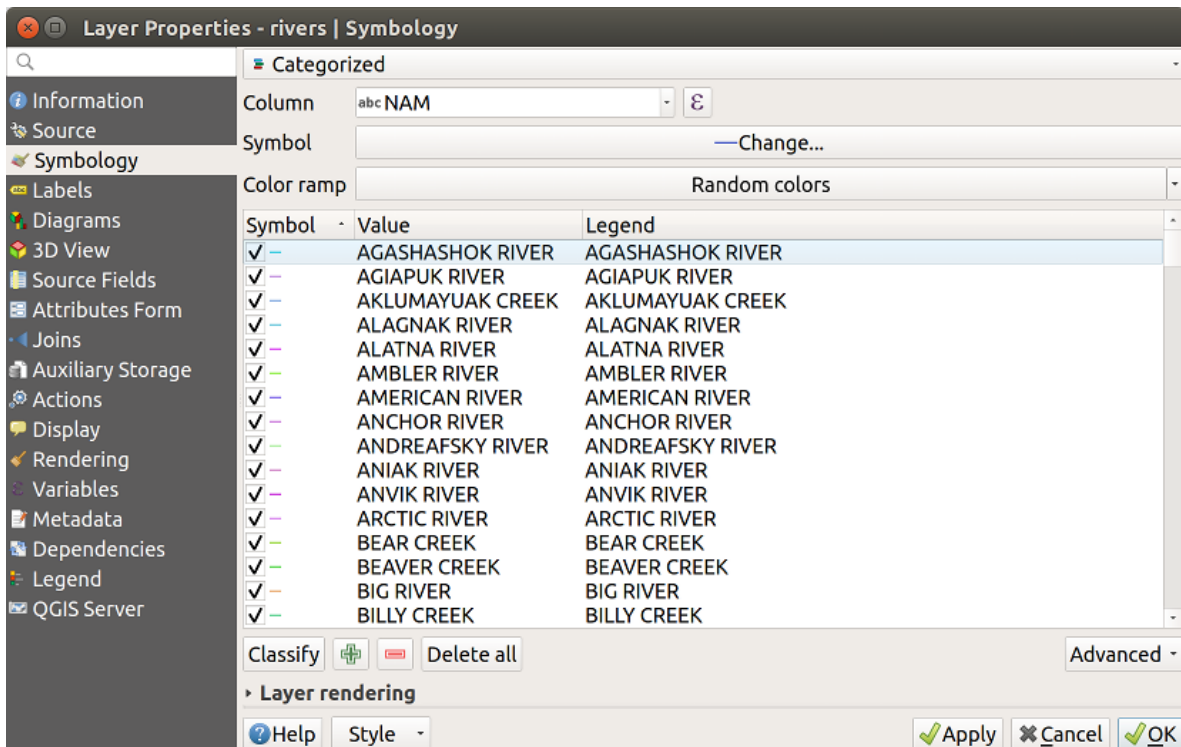 Layer Properties - rivers | Symbology
Categorized
Information
Source
Symbology
Labels
Diagrams
3D View
Source Fields
Attributes Form
Joins
Auxiliary Storage
Actions
Display
Rendering
Variables
Metadata
Dependencies
Legend
QGIS Server
Column abc NAM ε
Symbol Change...
Color ramp Random colors
Symbol Value Legend
AGASHASHOK RIVER AGASHASHOK RIVER
AGIAPUK RIVER AGIAPUK RIVER
AKLUMAYUAK CREEK AKLUMAYUAK CREEK
ALAGNAK RIVER ALAGNAK RIVER
ALATNA RIVER ALATNA RIVER
AMBLER RIVER AMBLER RIVER
AMERICAN RIVER AMERICAN RIVER
ANCHOR RIVER ANCHOR RIVER
ANDREAFSKY RIVER ANDREAFSKY RIVER
ANIAK RIVER ANIAK RIVER
ANVIK RIVER ANVIK RIVER
ARCTIC RIVER ARCTIC RIVER
BEAR CREEK BEAR CREEK
BEAVER CREEK BEAVER CREEK
BIG RIVER BIG RIVER
BILLY CREEK BILLY CREEK
Classify Delete all Advanced
Layer rendering
Help Style Apply Cancel OK